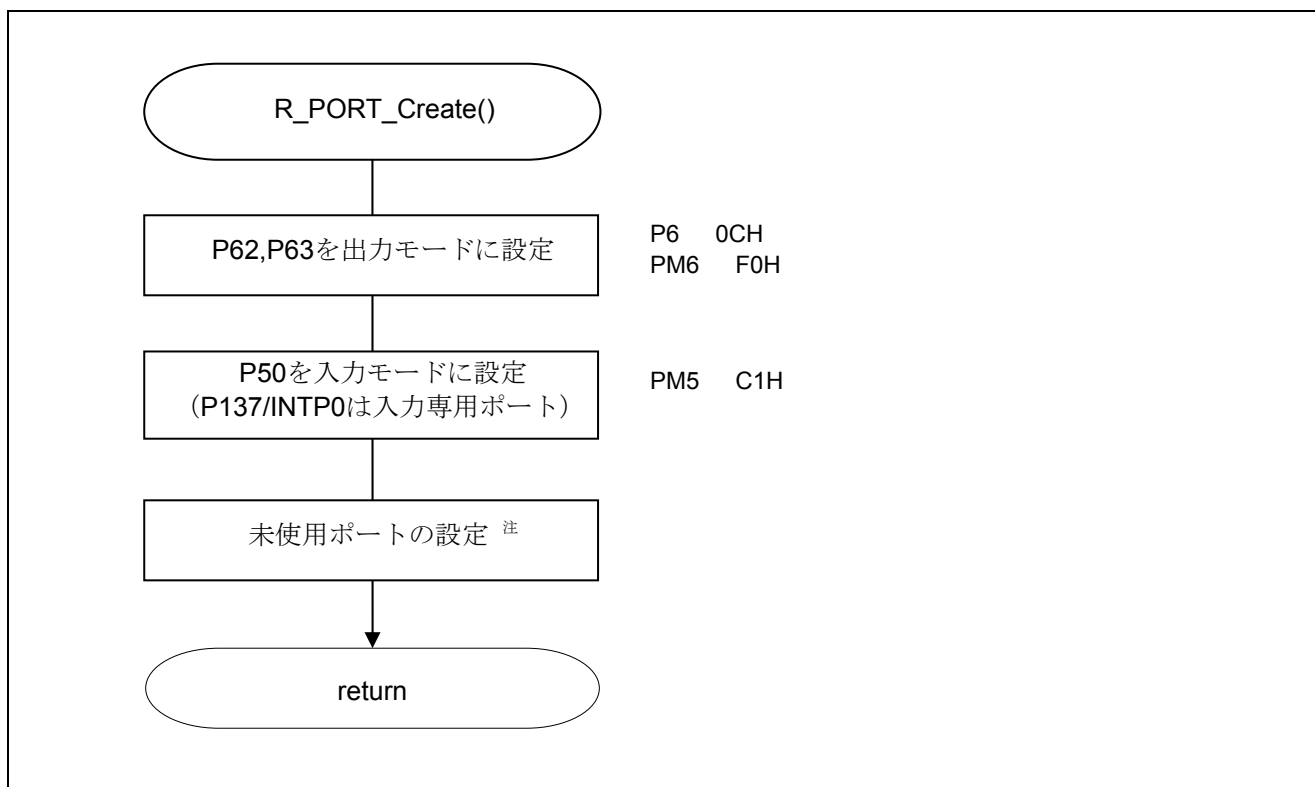 R_PORT_Create()
P62,P63を出力モードに設定
P6 0CH
PM6 F0H
P50を入力モードに設定
（P137/INTP0は入力専用ポート）
PM5 C1H
未使用ポートの設定 注
return